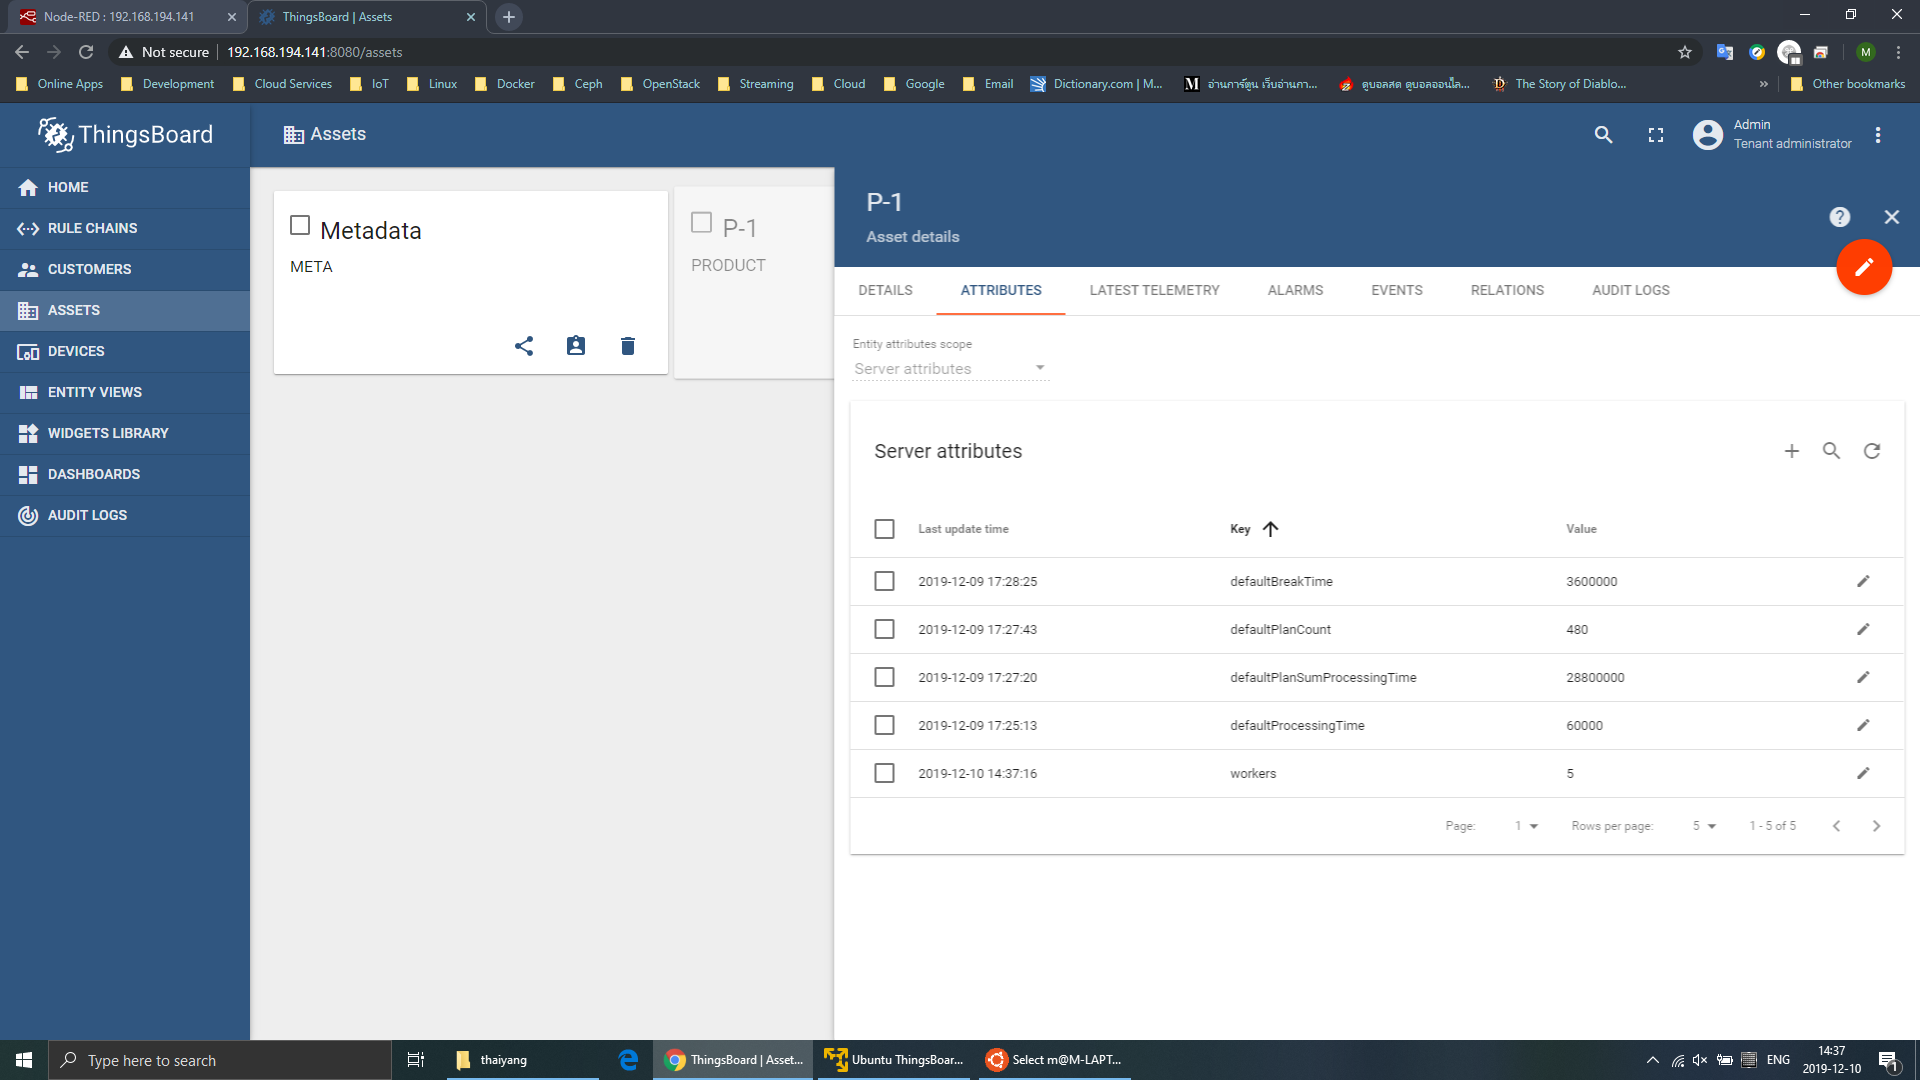 Node-RED : 192.168.194.141
ThingsBoard | Assets
Not secure
192.168.194.141:8080/assets
M
Online Apps
Development
Cloud Services
IoT
Linux
Docker
Ceph
OpenStack
Streaming
Cloud
Google
Email
Dictionary.com | M...
M
อ่านการ์ตูน เว็บอ่านกา...
ดูบอลสด ดูบอลออนไล...
The Story of Diablo...
»
Other bookmarks
ThingsBoard
Assets
Admin
Tenant administrator
HOME
RULE CHAINS
CUSTOMERS
ASSETS
DEVICES
ENTITY VIEWS
WIDGETS LIBRARY
DASHBOARDS
AUDIT LOGS
Metadata
META
P-1
PRODUCT
P-1
Asset details
DETAILS
ATTRIBUTES
LATEST TELEMETRY
ALARMS
EVENTS
RELATIONS
AUDIT LOGS
Entity attributes scope
Server attributes
Server attributes
Last update time
Key
Value
2019-12-09 17:28:25
defaultBreakTime
3600000
2019-12-09 17:27:43
defaultPlanCount
480
2019-12-09 17:27:20
defaultPlanSumProcessingTime
28800000
2019-12-09 17:25:13
defaultProcessingTime
60000
2019-12-10 14:37:16
workers
5
Page:
1
Rows per page:
5
1 - 5 of 5
Type here to search
thaiyang
ThingsBoard | Asset...
Ubuntu ThingsBoar...
Select m@M-LAPT...
ENG
14:37
2019-12-10
1